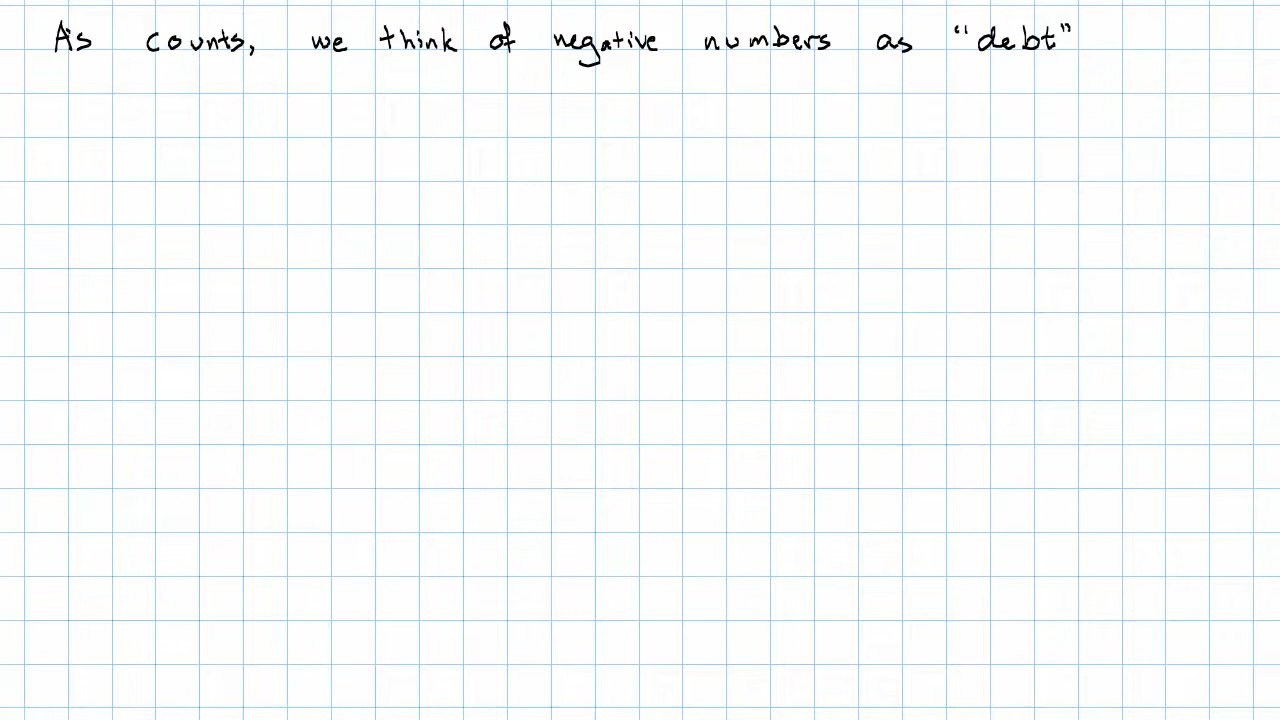 As counts, we think of negative numbers as “debt”